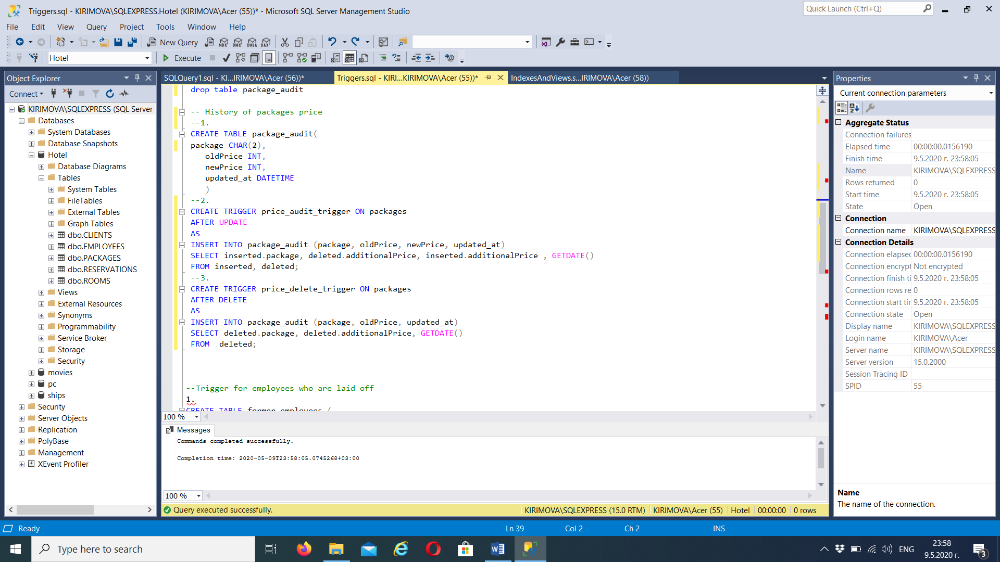 Triggers.sql - KIRIMOVA\SQLEXPRESS.Hotel (KIRIMOVA\Acer (55))* - Microsoft SQL Server Management Studio
Quick Launch (Ctrl+Q)
File Edit View Query Project Tools Window Help
New Query MDX DMX XMLA DAX
Hotel
Execute
Object Explorer
Connect
KIRIMOVA\SQLEXPRESS (SQL Server
Databases
System Databases
Database Snapshots
Hotel
Database Diagrams
Tables
System Tables
FileTables
External Tables
Graph Tables
dbo.CLIENTS
dbo.EMPLOYEES
dbo.PACKAGES
dbo.RESERVATIONS
dbo.ROOMS
Views
External Resources
Synonyms
Programmability
Service Broker
Storage
Security
movies
pc
ships
Security
Server Objects
Replication
PolyBase
Management
XEvent Profiler
SQLQuery1.sql - KI...IRIMOVA\Acer (56))*
Triggers.sql - KIRI...KIRIMOVA\Acer (55))*
IndexesAndViews.s...IRIMOVA\Acer (58))
drop table package_audit
-- History of packages price
--1.
CREATE TABLE package_audit(
package CHAR(2),
oldPrice INT,
newPrice INT,
updated_at DATETIME
)
--2.
CREATE TRIGGER price_audit_trigger ON packages
AFTER UPDATE
AS
INSERT INTO package_audit (package, oldPrice, newPrice, updated_at)
SELECT inserted.package, deleted.additionalPrice, inserted.additionalPrice , GETDATE()
FROM inserted, deleted;
--3.
CREATE TRIGGER price_delete_trigger ON packages
AFTER DELETE
AS
INSERT INTO package_audit (package, oldPrice, updated_at)
SELECT deleted.package, deleted.additionalPrice, GETDATE()
FROM  deleted;
--Trigger for employees who are laid off
1.
CREATE TABLE former_employees (
100 %
Messages
Commands completed successfully.
Completion time: 2020-05-09T23:58:05.0745268+03:00
100 %
Query executed successfully.
KIRIMOVA\SQLEXPRESS (15.0 RTM) KIRIMOVA\Acer (55) Hotel 00:00:00 0 rows
Properties
Current connection parameters
Aggregate Status
Connection failures
Elapsed time 00:00:00.0156190
Finish time 9.5.2020 г. 23:58:05
Name KIRIMOVA\SQLEXPRESS
Rows returned 0
Start time 9.5.2020 г. 23:58:05
State Open
Connection
Connection name KIRIMOVA\SQLEXPRESS
Connection Details
Connection elapsec 00:00:00.0156190
Connection encrypt Not encrypted
Connection finish ti 9.5.2020 г. 23:58:05
Connection rows re 0
Connection start tir 9.5.2020 г. 23:58:05
Connection state Open
Display name KIRIMOVA\SQLEXPRESS
Login name KIRIMOVA\Acer
Server name KIRIMOVA\SQLEXPRESS
Server version 15.0.2000
Session Tracing ID
SPID 55
Name
The name of the connection.
Ready
Ln 39 Col 2 Ch 2 INS
Type here to search
ENG
23:58
9.5.2020 г.
3